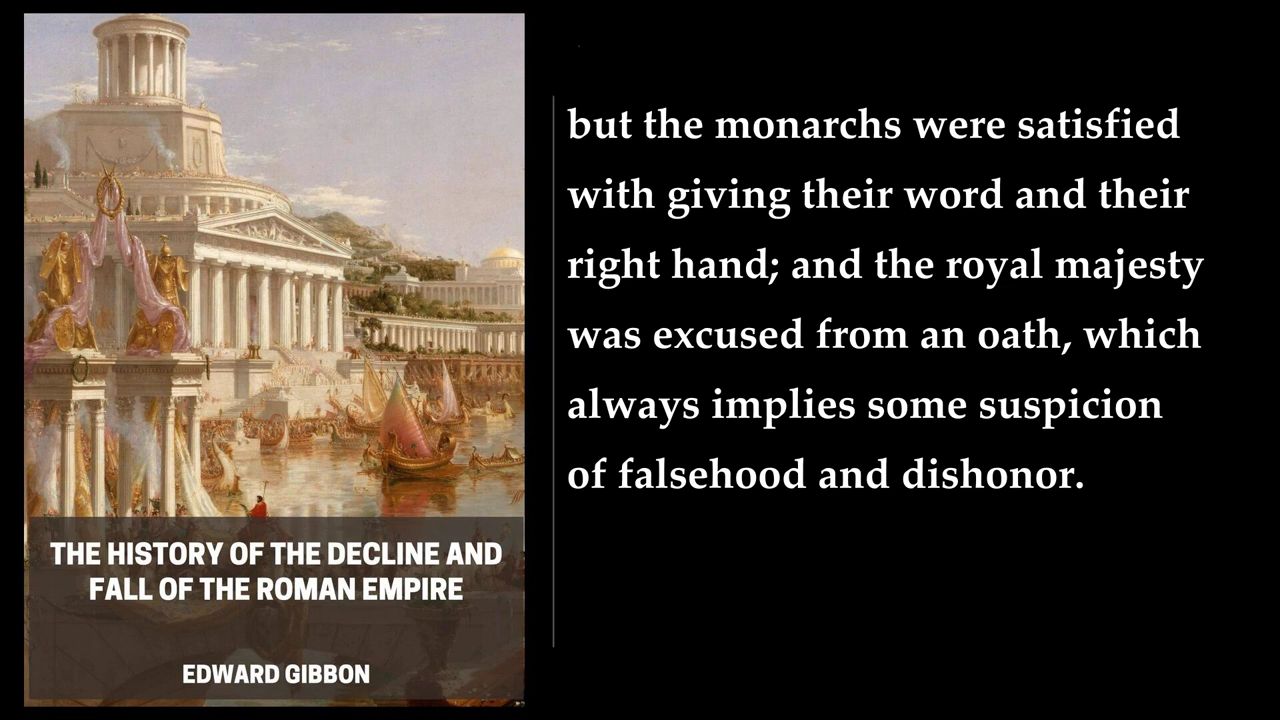 but the monarchs were satisfied
with giving their word and their
right hand; and the royal majesty
was excused from an oath, which
always implies some suspicion
of falsehood and dishonor.
THE HISTORY OF THE DECLINE AND
FALL OF THE ROMAN EMPIRE
EDWARD GIBBON